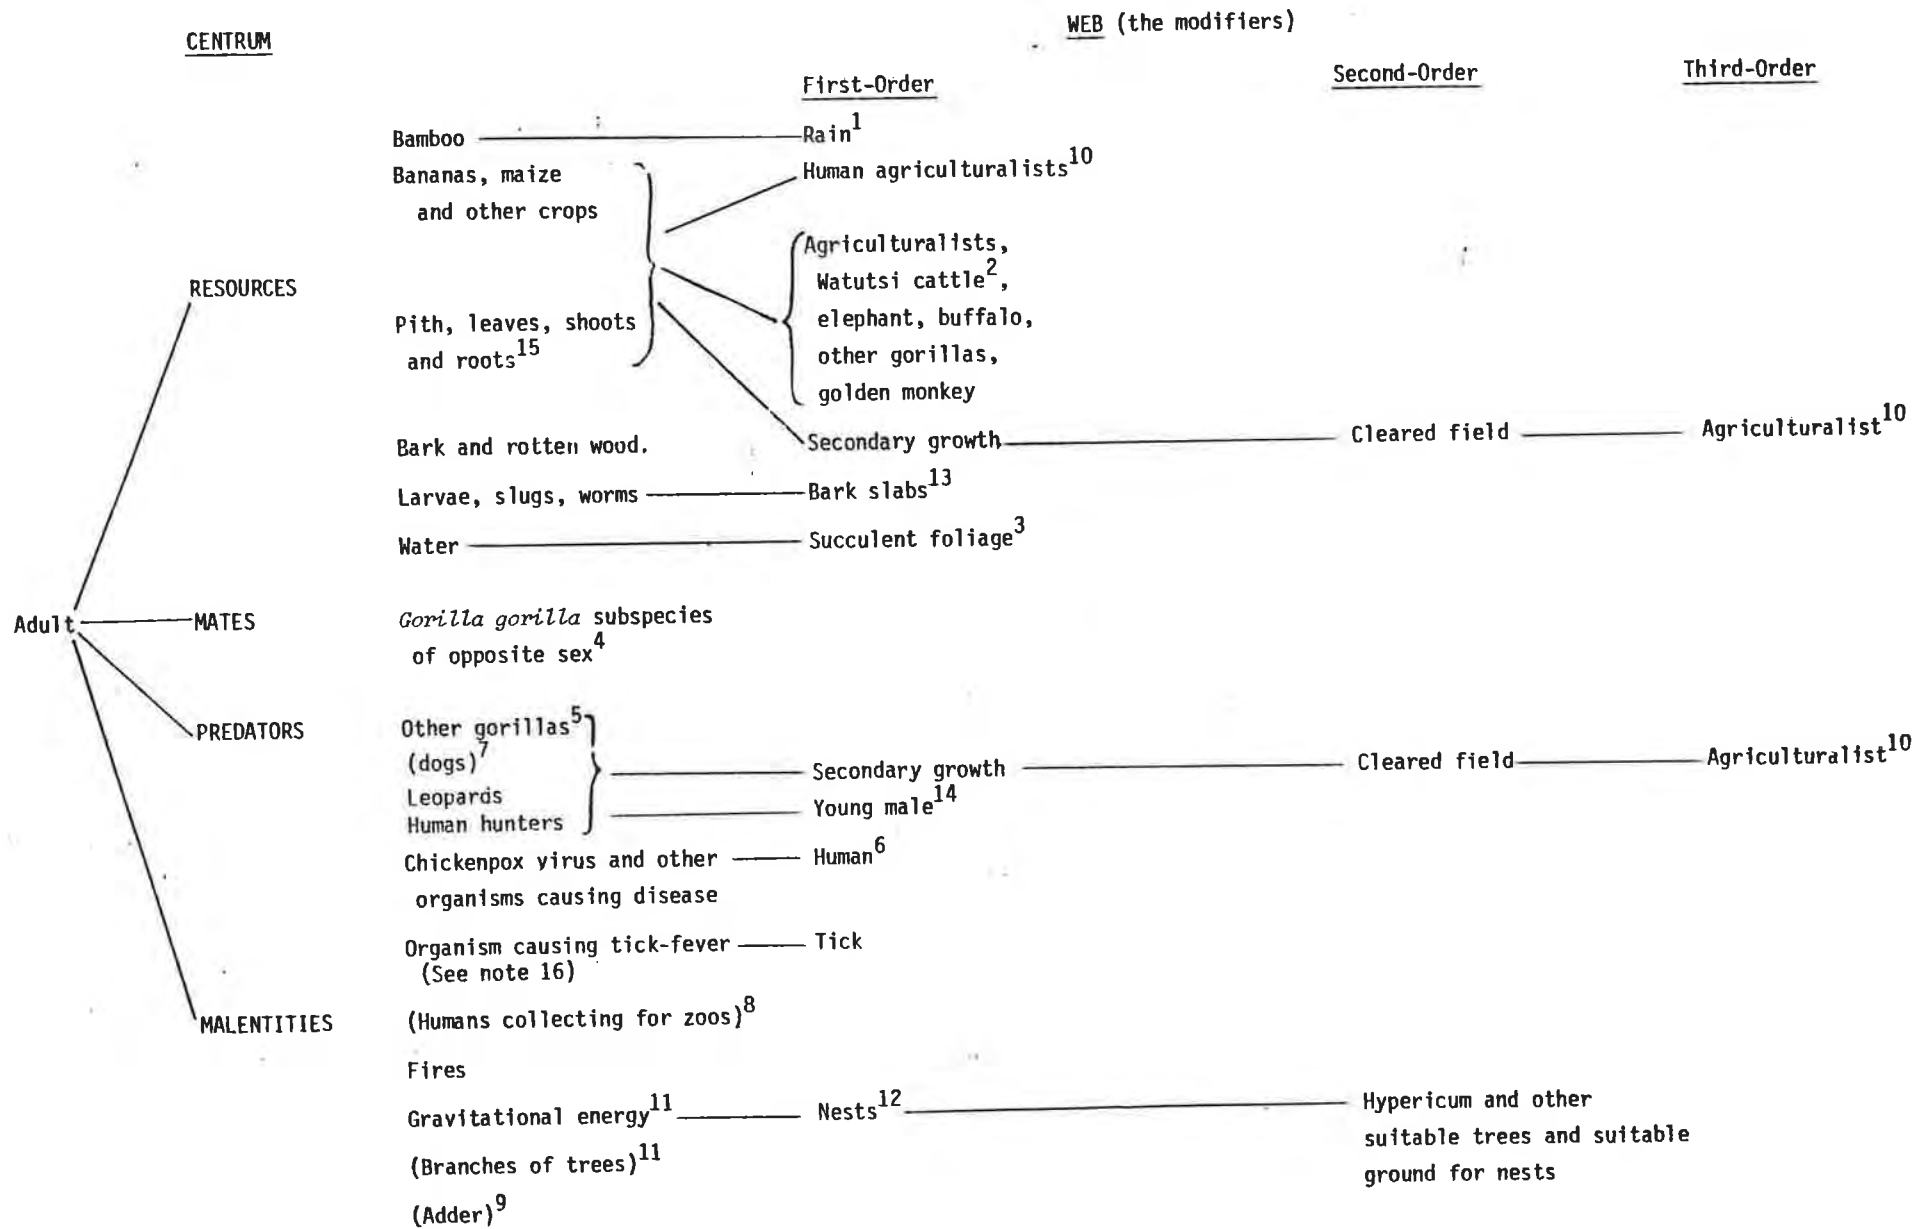 WEB (the modifiers)
CENTRUM
First-Order
Second-Order
Third-Order
Bamboo
Rain1
Bananas, maize
and other crops
Human agriculturalists10
Agriculturalists,
Watutsi cattle2,
elephant, buffalo,
other gorillas,
golden monkey
RESOURCES
Pith, leaves, shoots
and roots15
Bark and rotten wood.
Secondary growth
Cleared field
Agriculturalist10
Larvae, slugs, worms
Bark slabs13
Water
Succulent foliage3
Adult
MATES
Gorilla gorilla subspecies
of opposite sex4
PREDATORS
Other gorillas5
(dogs)7
Leopards
Human hunters
Secondary growth
Cleared field
Agriculturalist10
Young male14
Chickenpox virus and other
organisms causing disease
Human6
Organism causing tick-fever
(See note 16)
Tick
MALENTITIES
(Humans collecting for zoos)8
Fires
Gravitational energy11
Nests12
Hypericum and other
suitable trees and suitable
ground for nests
(Branches of trees)11
(Adder)9